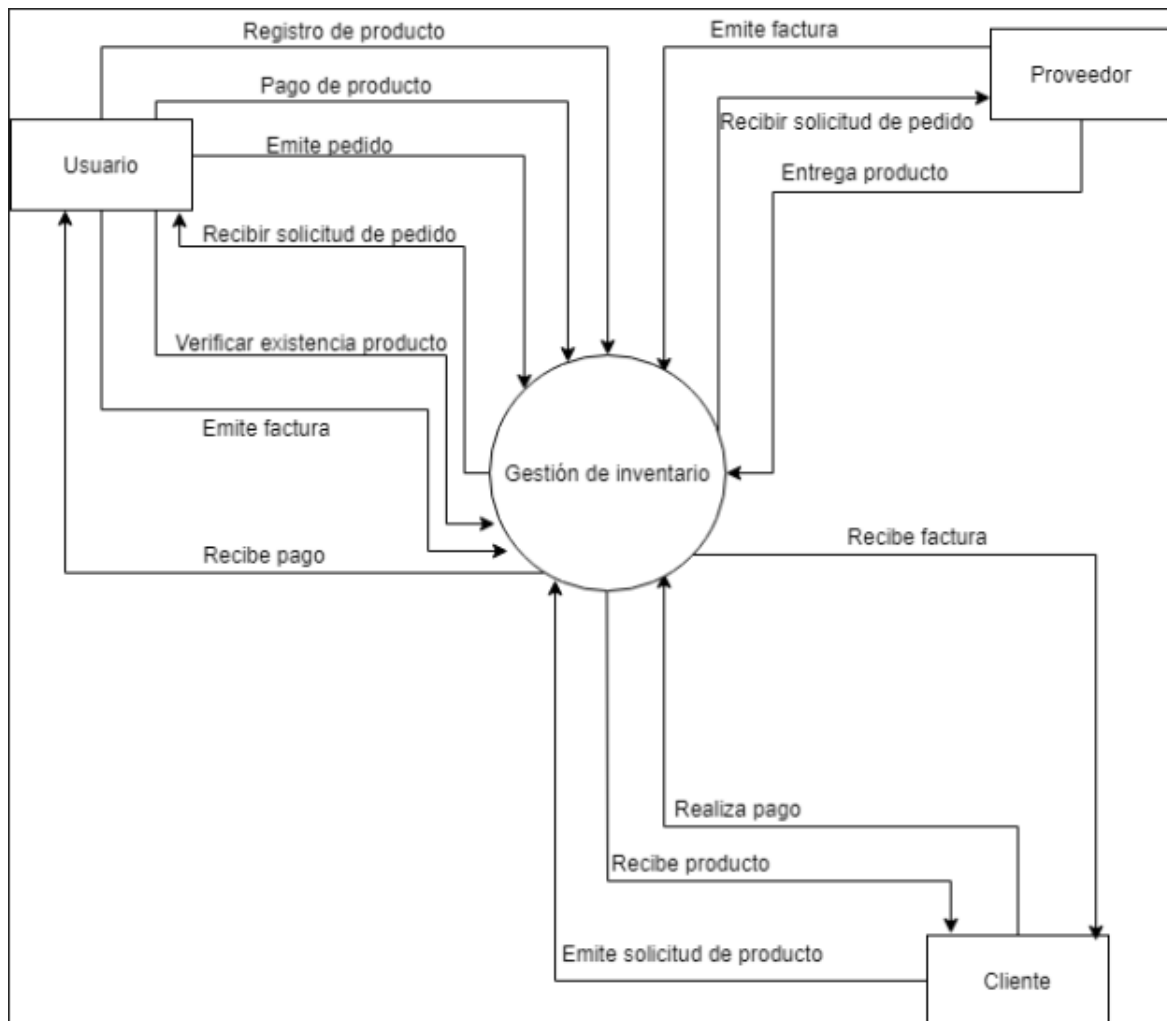 Registro de producto
Emite factura
Proveedor
Pago de producto
Recibir solicitud de pedido
Emite pedido
Usuario
Entrega producto
Recibir solicitud de pedido
Verificar existencia producto
Emite factura
Gestión de inventario
Recibe factura
Recibe pago
Realiza pago
Recibe producto
Emite solicitud de producto
Cliente